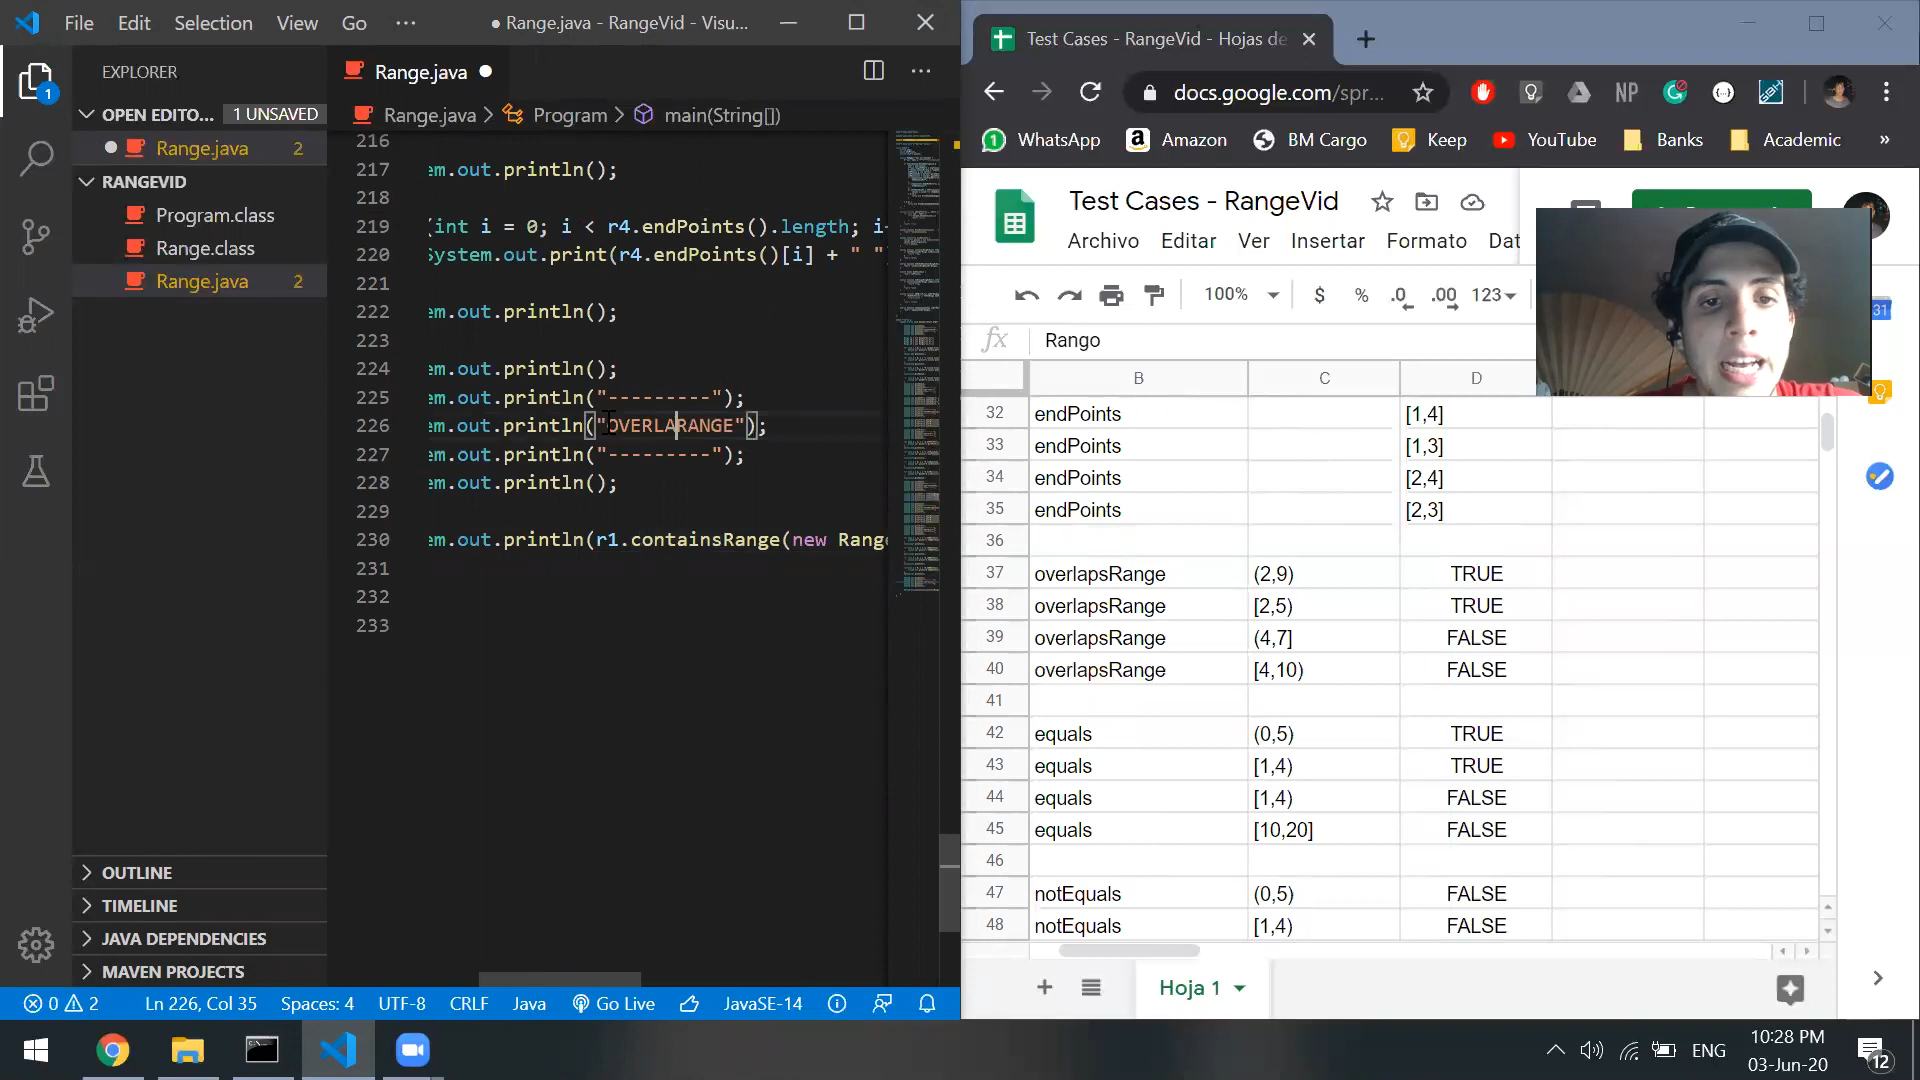 File Edit Selection View Go ··· ● Range.java - RangeVid - Visu...
EXPLORER
OPEN EDITO... 1 UNSAVED
Range.java 2
RANGEVID
Program.class
Range.class
Range.java 2
OUTLINE
TIMELINE
JAVA DEPENDENCIES
MAVEN PROJECTS
1
Range.java ●
Range.java > Program > main(String[])
216
217 em.out.println();
218
219 (int i = 0; i < r4.endPoints().length; i
220 System.out.print(r4.endPoints()[i] + " "
221
222 em.out.println();
223
224 em.out.println();
225 em.out.println("---------");
226 em.out.println("OVERLARANGE");
227 em.out.println("---------");
228 em.out.println();
229
230 em.out.println(r1.containsRange(new Rang
231
232
233
0 2 Ln 226, Col 35 Spaces: 4 UTF-8 CRLF Java Go Live JavaSE-14
Test Cases - RangeVid - Hojas de
docs.google.com/spr...
NP
WhatsApp Amazon BM Cargo Keep YouTube Banks Academic »
Test Cases - RangeVid
Archivo Editar Ver Insertar Formato Dat
100% $ % .0 .00 123
31
fx Rango
B C D
32 endPoints [1,4]
33 endPoints [1,3]
34 endPoints [2,4]
35 endPoints [2,3]
36
37 overlapsRange (2,9) TRUE
38 overlapsRange [2,5) TRUE
39 overlapsRange (4,7] FALSE
40 overlapsRange [4,10) FALSE
41
42 equals (0,5) TRUE
43 equals [1,4) TRUE
44 equals [1,4) FALSE
45 equals [10,20] FALSE
46
47 notEquals (0,5) FALSE
48 notEquals [1,4) FALSE
Hoja 1
ENG
10:28 PM
03-Jun-20
12